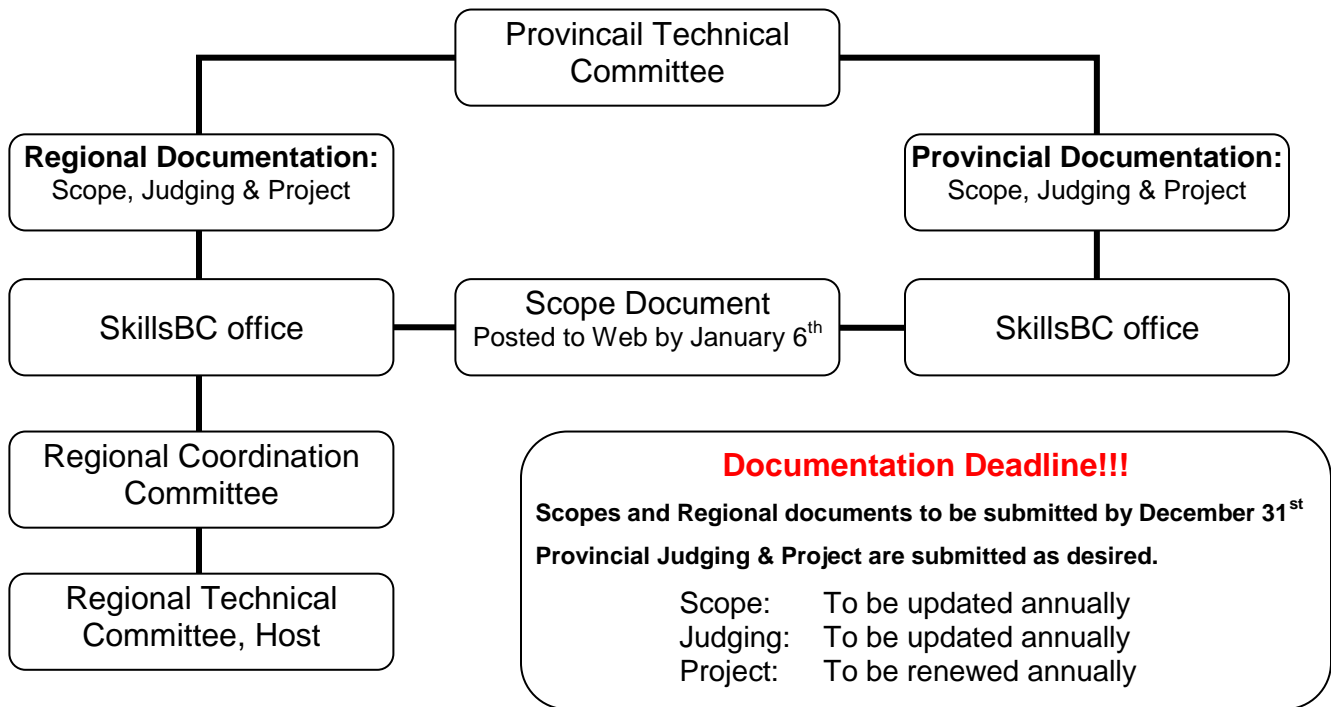 Provincail Technical
Committee
Regional Documentation:
Scope, Judging & Project
Provincial Documentation:
Scope, Judging & Project
SkillsBC office
Scope Document
Posted to Web by January 6th
SkillsBC office
Regional Coordination
Committee
Regional Technical
Committee, Host
Documentation Deadline!!!
Scopes and Regional documents to be submitted by December 31st
Provincial Judging & Project are submitted as desired.
Scope: To be updated annually
Judging: To be updated annually
Project: To be renewed annually